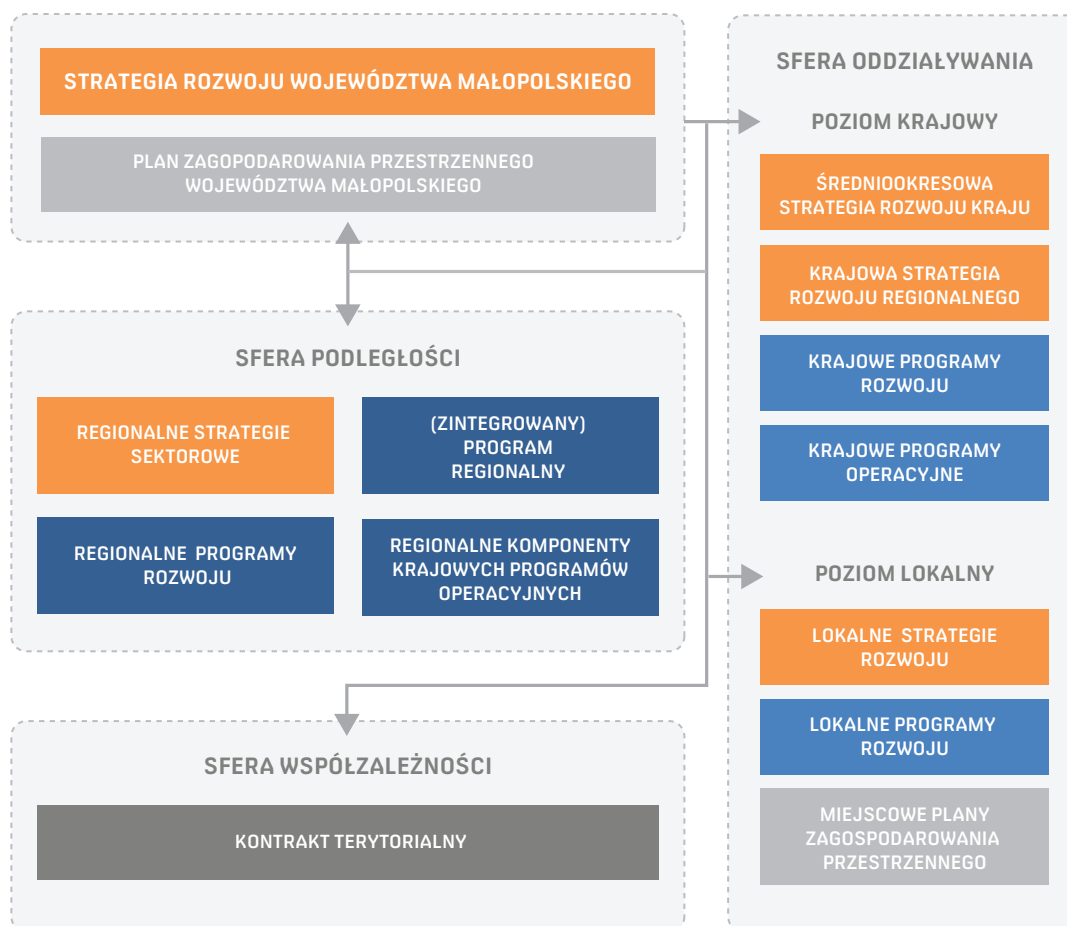 STRATEGIA ROZWOJU WOJEWÓDZTWA MAŁOPOLSKIEGO
PLAN ZAGOPODAROWANIA PRZESTRZENNEGO
WOJEWÓDZTWA MAŁOPOLSKIEGO
SFERA PODLEGŁOŚCI
REGIONALNE STRATEGIE
SEKTOROWE
(ZINTEGROWANY)
PROGRAM
REGIONALNY
REGIONALNE PROGRAMY
ROZWOJU
REGIONALNE KOMPONENTY
KRAJOWYCH PROGRAMÓW
OPERACYJNYCH
SFERA WSPÓŁZALEŻNOŚCI
KONTRAKT TERYTORIALNY
SFERA ODDZIAŁYWANIA
POZIOM KRAJOWY
ŚREDNIOOKRESOWA
STRATEGIA ROZWOJU KRAJU
KRAJOWA STRATEGIA
ROZWOJU REGIONALNEGO
KRAJOWE PROGRAMY
ROZWOJU
KRAJOWE PROGRAMY
OPERACYJNE
POZIOM LOKALNY
LOKALNE STRATEGIE
ROZWOJU
LOKALNE PROGRAMY
ROZWOJU
MIEJSCOWE PLANY
ZAGOSPODAROWANIA
PRZESTRZENNEGO